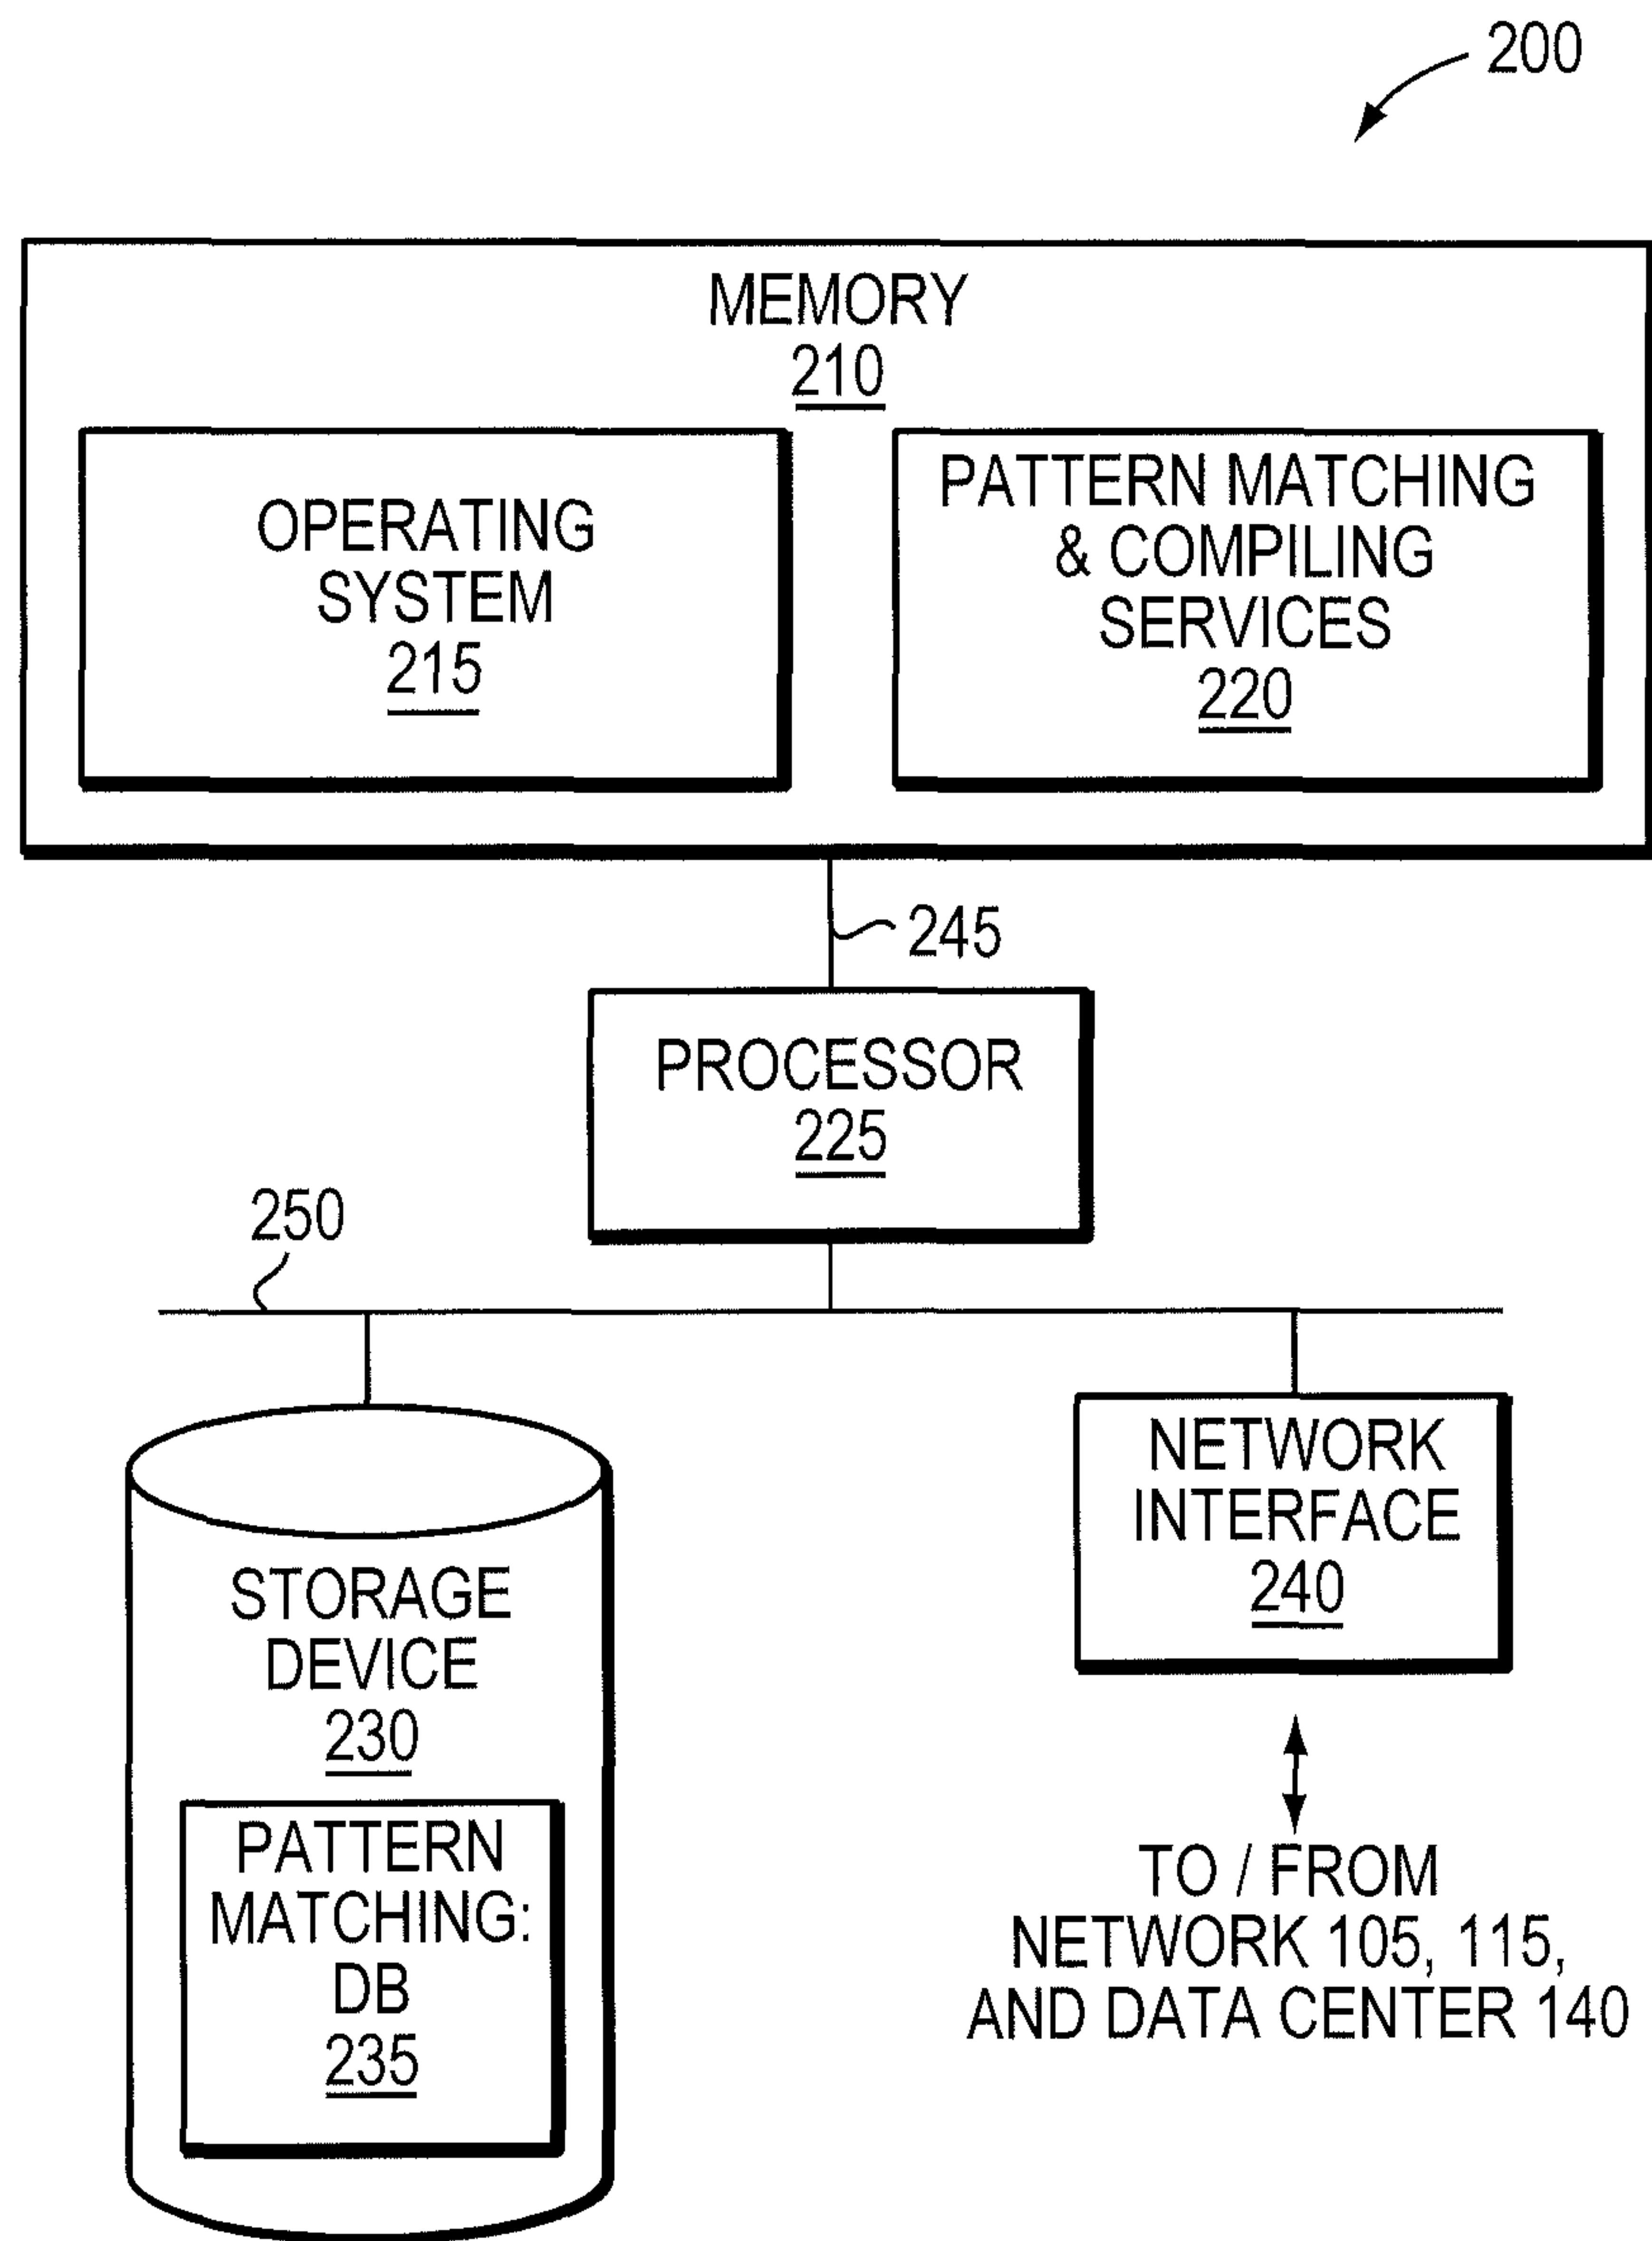 200
MEMORY
210
OPERATING
SYSTEM
215
PATTERN MATCHING
& COMPILING
SERVICES
220
245
PROCESSOR
225
250
STORAGE
DEVICE
230
PATTERN
MATCHING:
DB
235
NETWORK
INTERFACE
240
TO / FROM
NETWORK 105, 115,
AND DATA CENTER 140